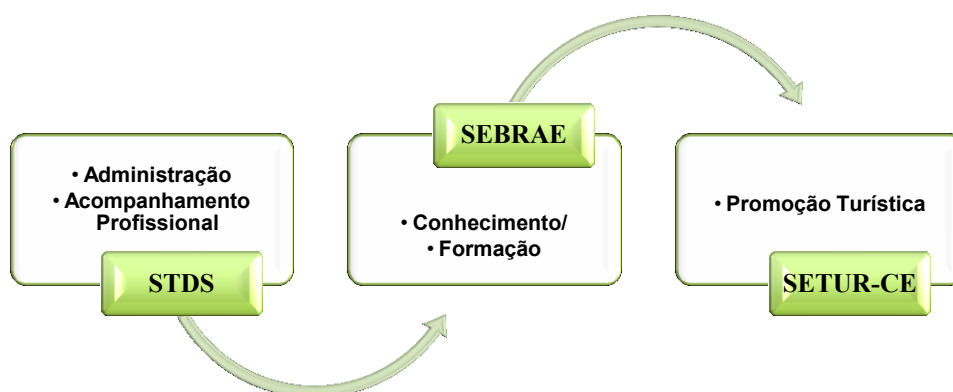 • Administração
• Acompanhamento
Profissional
STDS
SEBRAE
• Conhecimento/
• Formação
• Promoção Turística
SETUR-CE